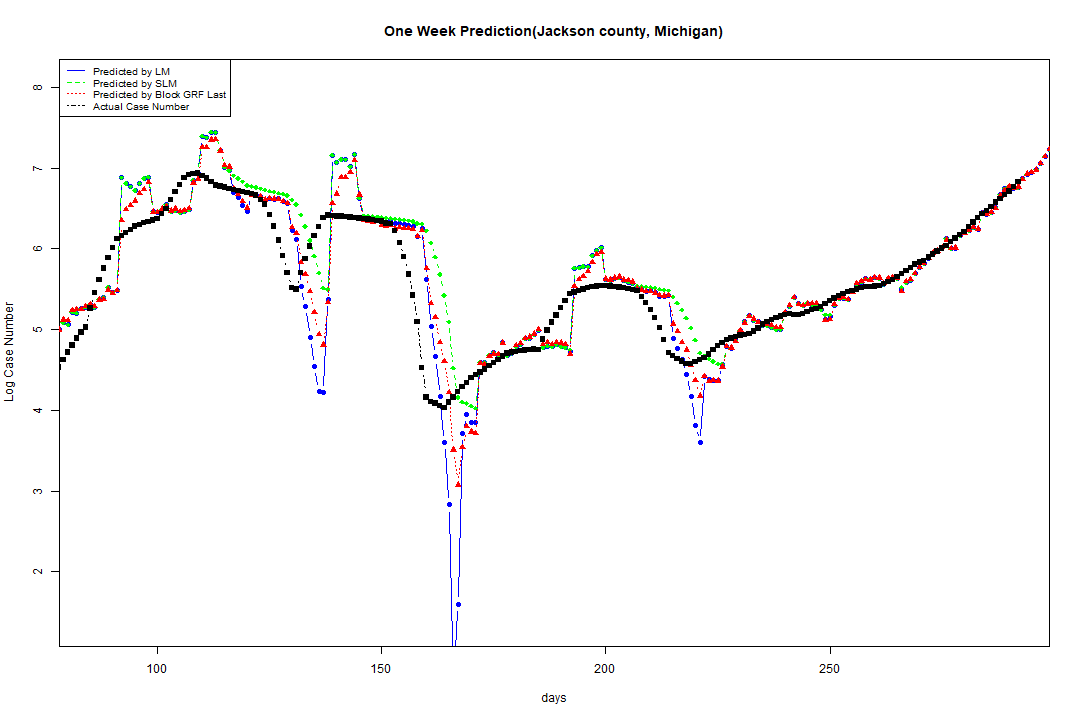 One Week Prediction(Jackson county, Michigan)
Predicted by LM
Predicted by SLM
Predicted by Block GRF Last
Actual Case Number
8
7
6
5
4
3
2
Log Case Number
100 150 200 250
days